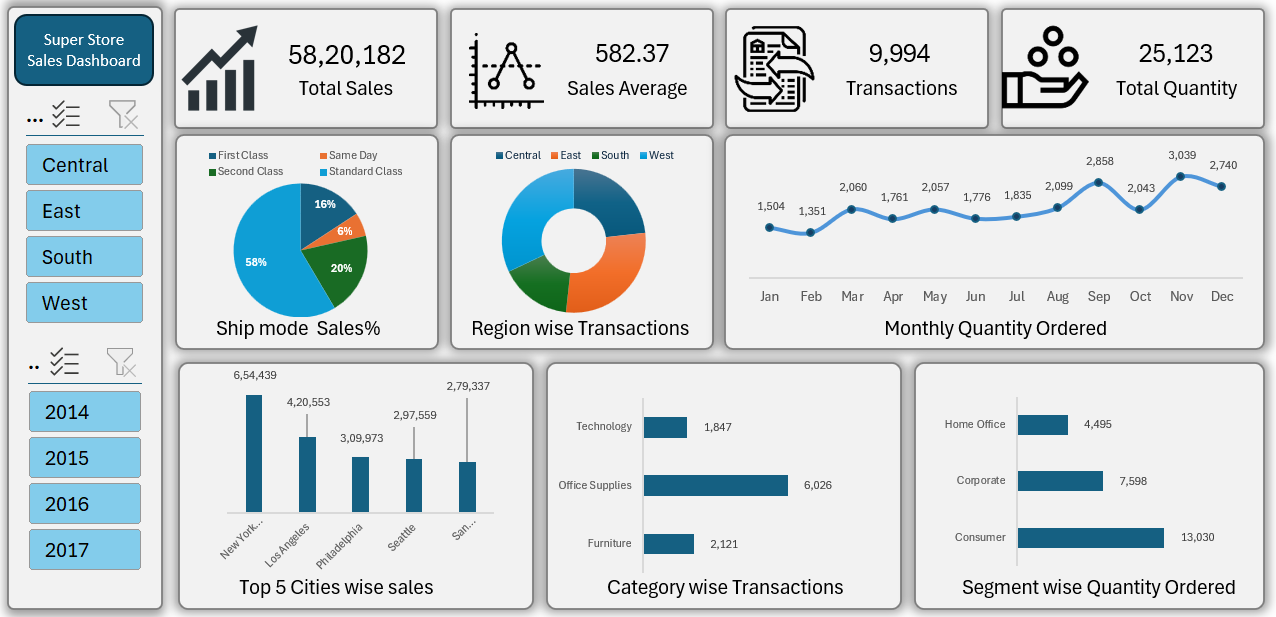 Super Store
Sales Dashboard
...
Central
East
South
West
..
2014
2015
2016
2017
58,20,182
Total Sales
582.37
Sales Average
9,994
Transactions
25,123
Total Quantity
First Class
Same Day
Second Class
Standard Class
16%
6%
20%
58%
Ship mode  Sales%
Central
East
South
West
Region wise Transactions
1,504
1,351
2,060
1,761
2,057
1,776
1,835
2,099
2,858
2,043
3,039
2,740
Jan
Feb
Mar
Apr
May
Jun
Jul
Aug
Sep
Oct
Nov
Dec
Monthly Quantity Ordered
6,54,439
4,20,553
3,09,973
2,97,559
2,79,337
New York...
Los Angeles
Philadelphia
Seattle
San...
Top 5 Cities wise sales
Technology
1,847
Office Supplies
6,026
Furniture
2,121
Category wise Transactions
Home Office
4,495
Corporate
7,598
Consumer
13,030
Segment wise Quantity Ordered